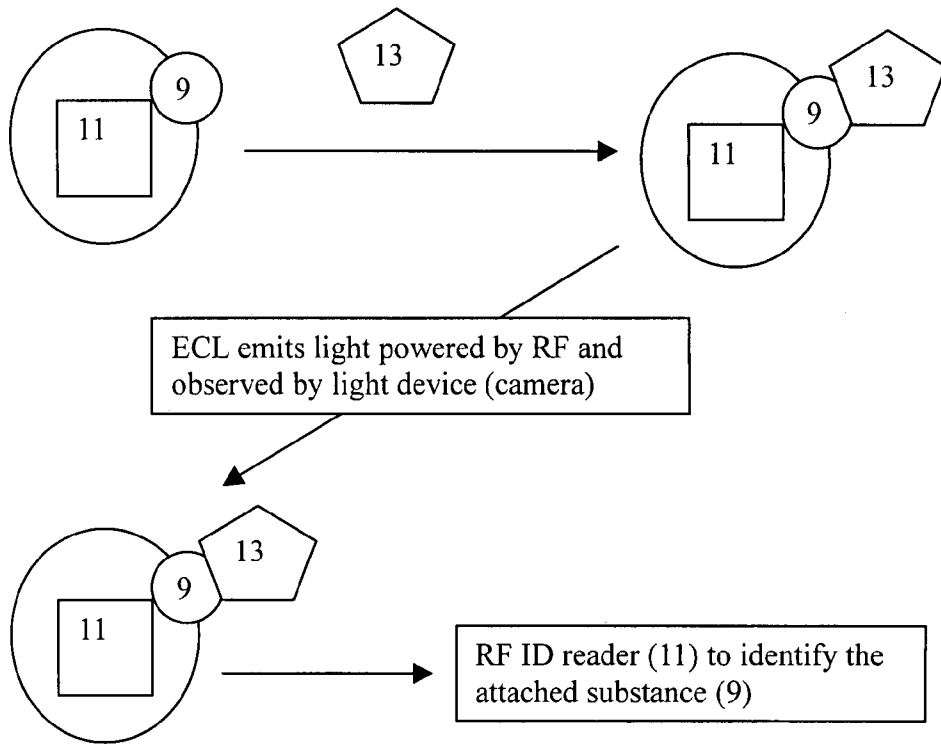 9
11
13
13
9
11
ECL emits light powered by RF and
observed by light device (camera)
13
9
11
RF ID reader (11) to identify the
attached substance (9)